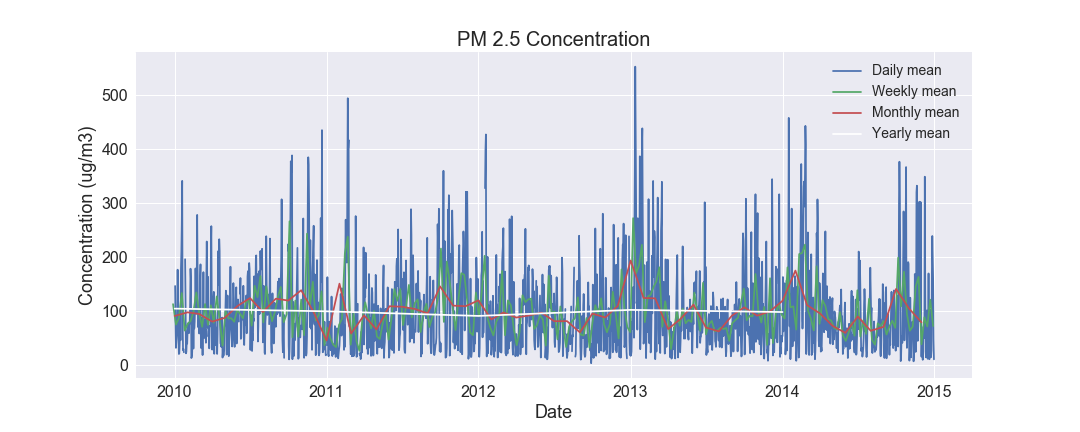 PM 2.5 Concentration
Concentration (ug/m3)
500
400
300
200
100
0
Daily mean
Weekly mean
Monthly mean
Yearly mean
2010 2011 2012 2013 2014 2015
Date